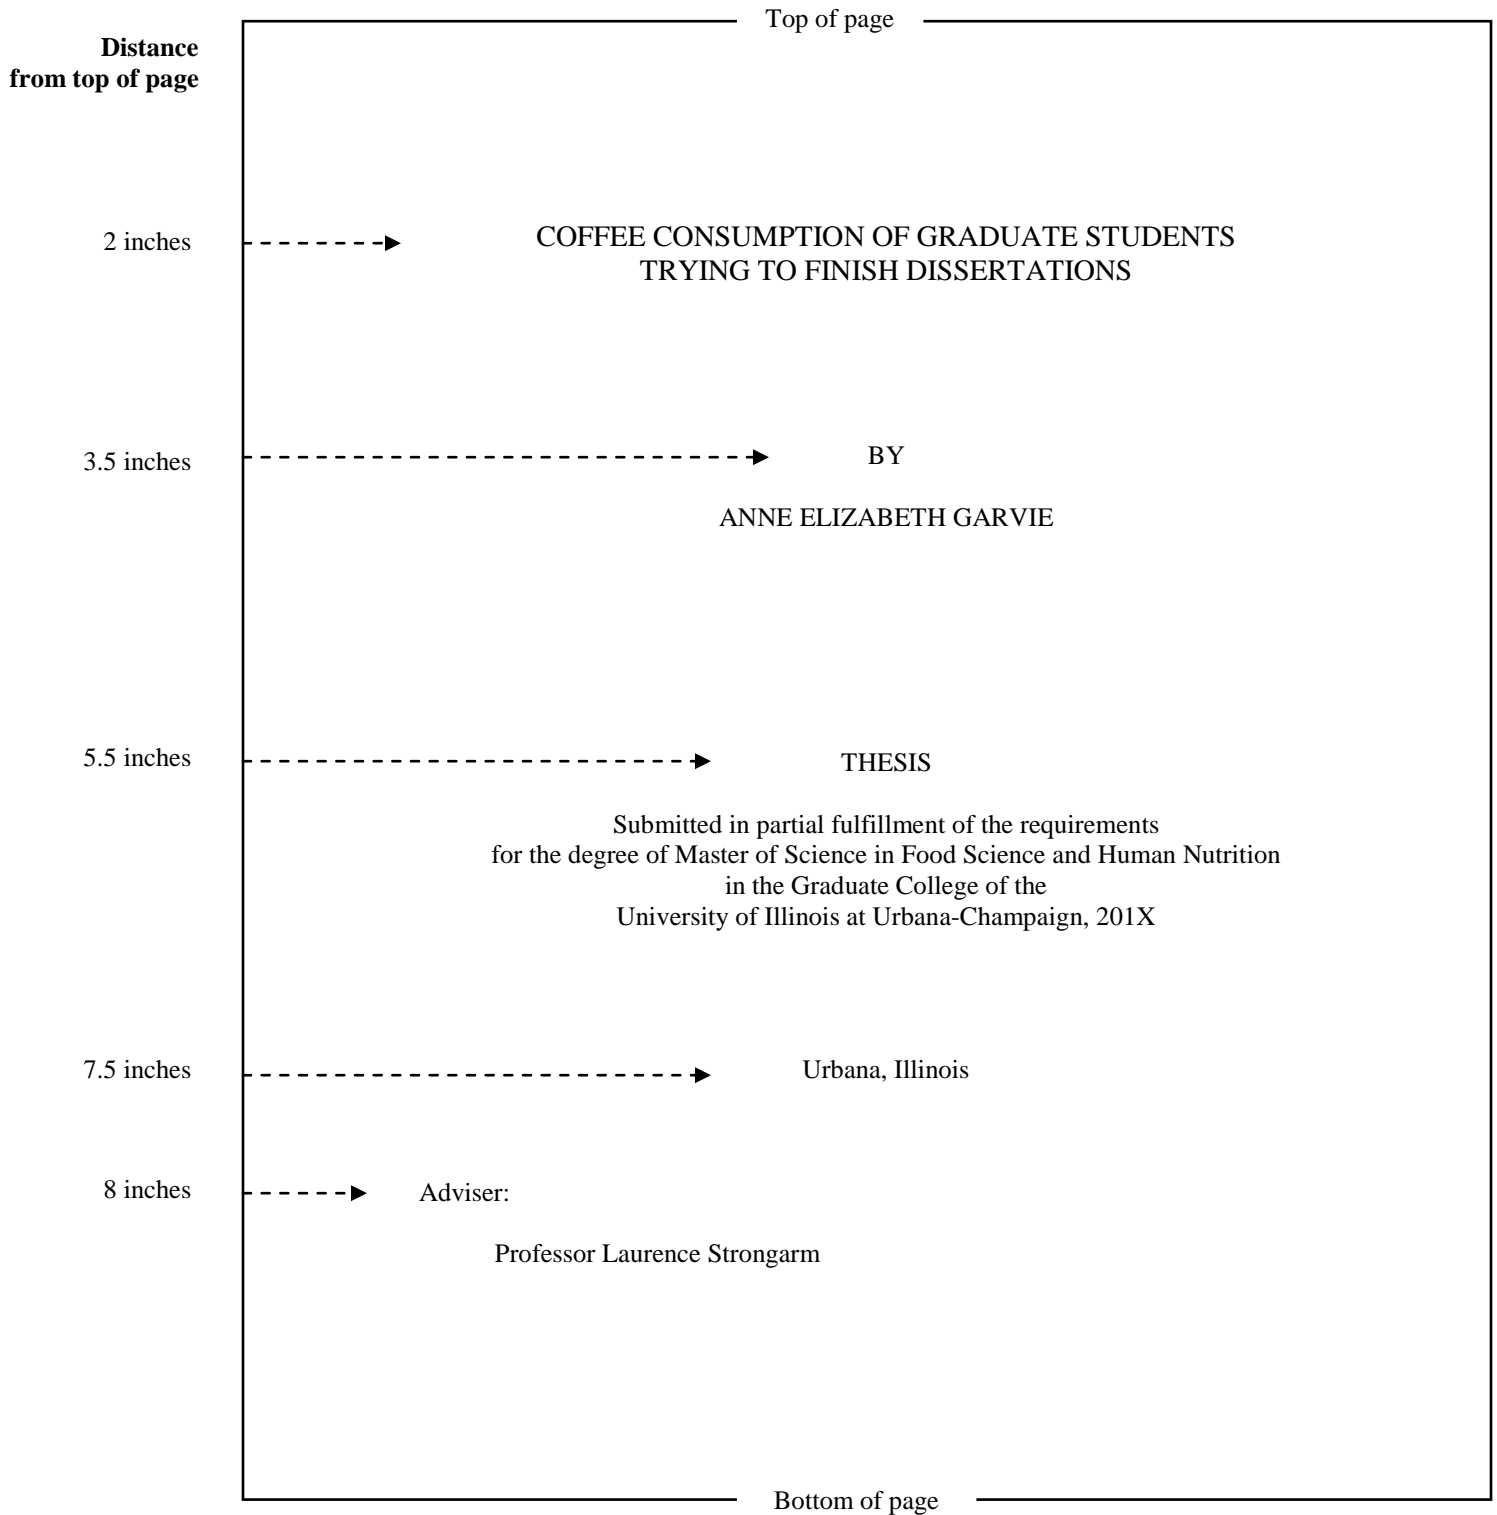 Top of page
Distance
from top of page
2 inches
COFFEE CONSUMPTION OF GRADUATE STUDENTS
TRYING TO FINISH DISSERTATIONS
3.5 inches
BY
ANNE ELIZABETH GARVIE
5.5 inches
THESIS
Submitted in partial fulfillment of the requirements
for the degree of Master of Science in Food Science and Human Nutrition
in the Graduate College of the
University of Illinois at Urbana-Champaign, 201X
7.5 inches
Urbana, Illinois
8 inches
Adviser:
Professor Laurence Strongarm
Bottom of page